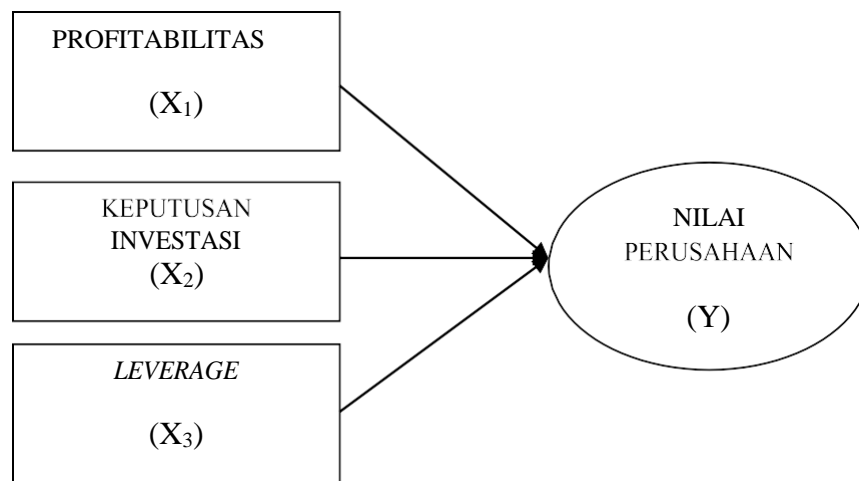 PROFITABILITAS
(X₁)
KEPUTUSAN
INVESTASI
(X₂)
LEVERAGE
(X₃)
NILAI
PERUSAHAAN
(Y)